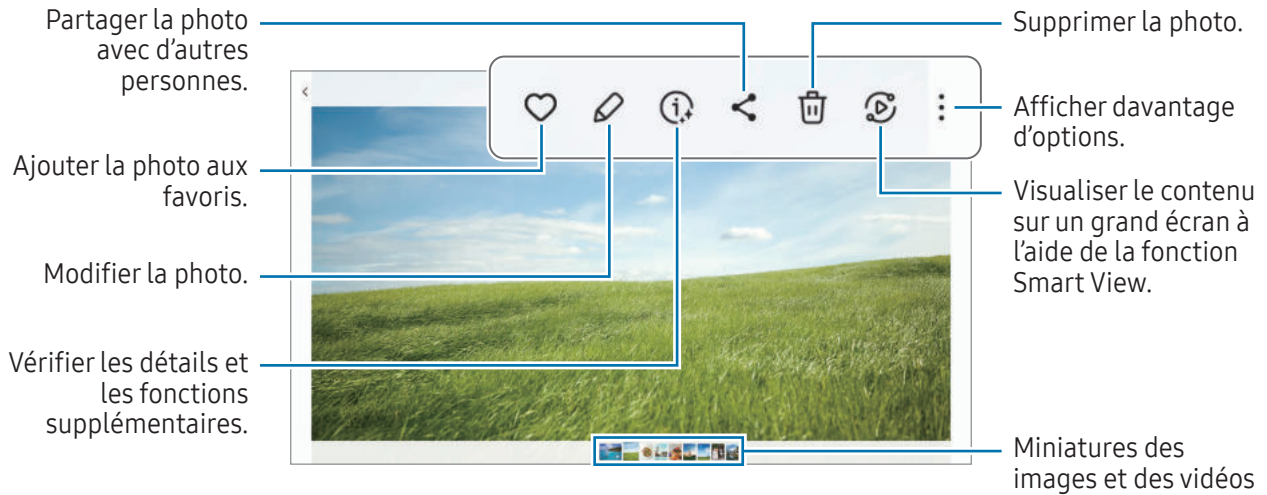 Partager la photo
avec d'autres
personnes.
Ajouter la photo aux
favoris.
Modifier la photo.
Vérifier les détails et
les fonctions
supplémentaires.
Supprimer la photo.
Afficher davantage
d'options.
Visualiser le contenu
sur un grand écran à
l'aide de la fonction
Smart View.
Miniatures des
images et des vidéos